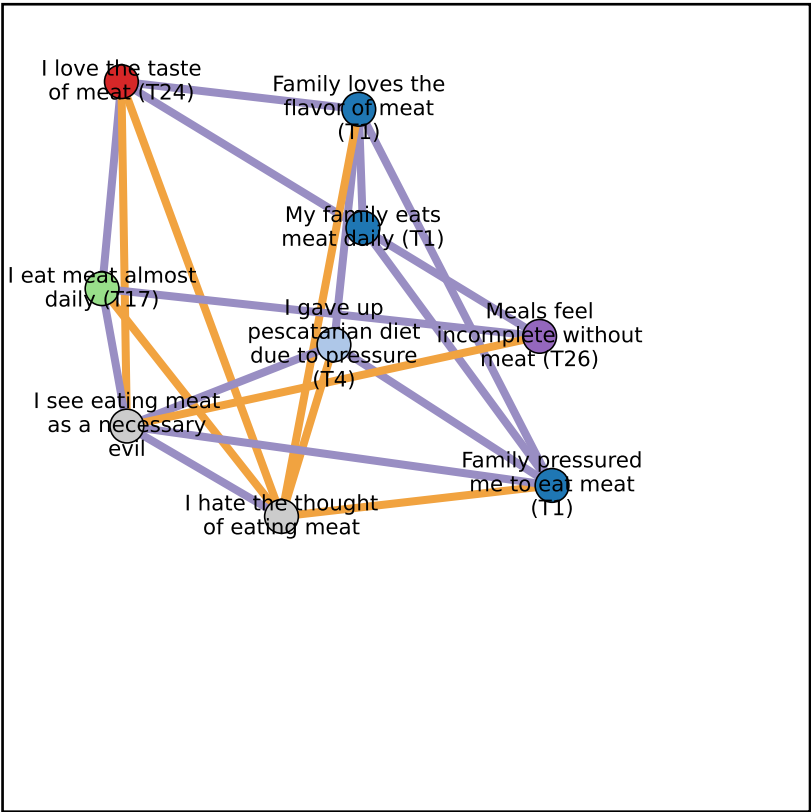 I love the taste
of meat (T24)
Family loves the
flavor of meat
(T1)
My family eats
meat daily (T1)
I eat meat almost
daily (T17)
I gave up
pescatarian diet
due to pressure
(T4)
Meals feel
incomplete without
meat (T26)
I see eating meat
as a necessary
evil
Family pressured
me to eat meat
(T1)
I hate the thought
of eating meat